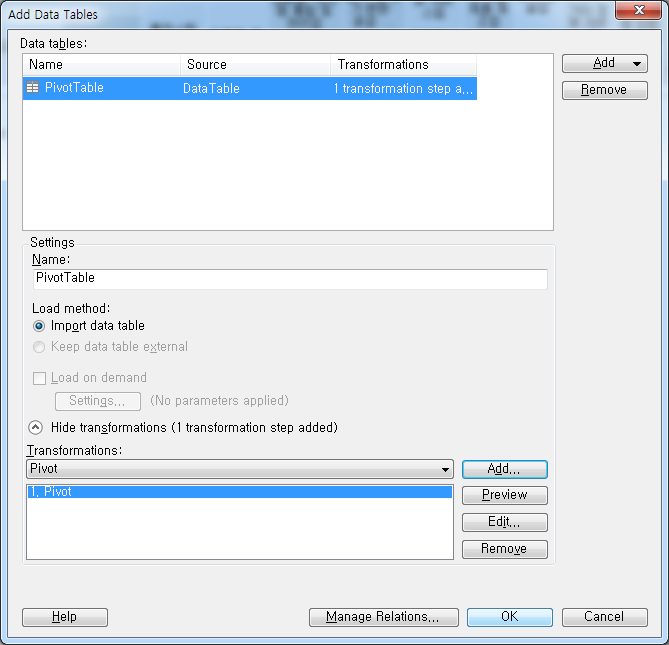 Add Data Tables
Data tables:
Name Source Transformations
PivotTable DataTable 1 transformation step a...
Add
Remove
Settings
Name:
PivotTable
Load method:
Import data table
Keep data table external
Load on demand
Settings... (No parameters applied)
Hide transformations (1 transformation step added)
Transformations:
Pivot
Add...
1. Pivot
Preview
Edit...
Remove
Help
Manage Relations...
OK
Cancel